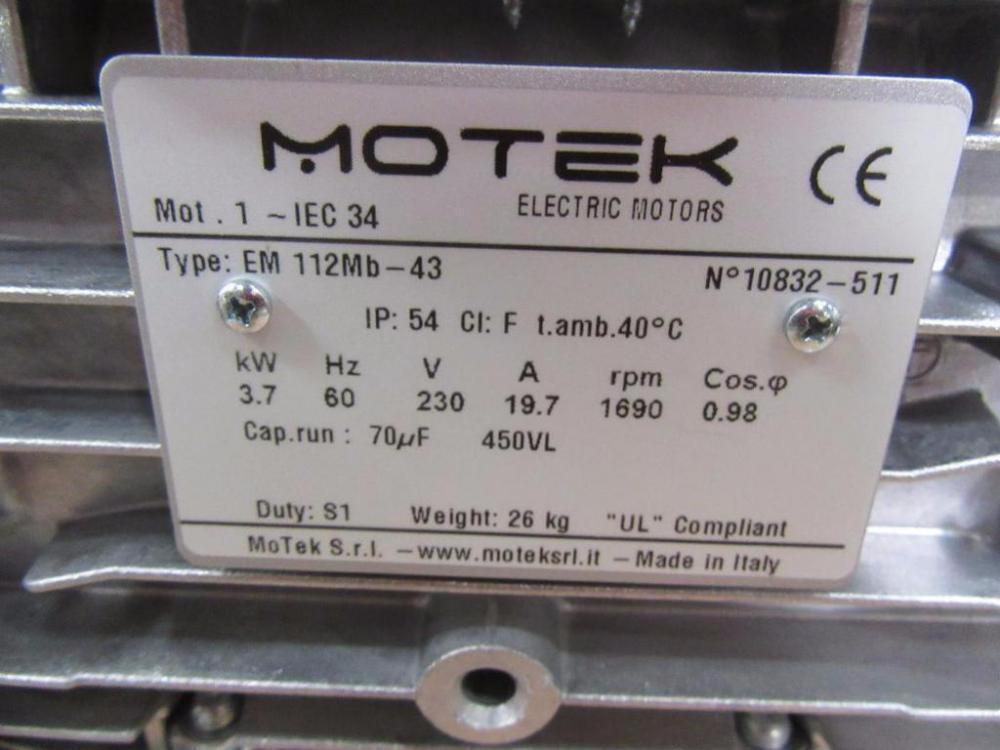 MOTEK
CE
ELECTRIC MOTORS
Mot . 1 ~ IEC 34
Type: EM 112Mb-43
N°10832-511
IP: 54 Cl: F t.amb.40°C
kW Hz V A rpm Cos.φ
3.7 60 230 19.7 1690 0.98
Cap.run : 70µF 450VL
Duty: S1 Weight: 26 kg "UL" Compliant
MoTek S.r.l. -www.moteksrl.it - Made in Italy